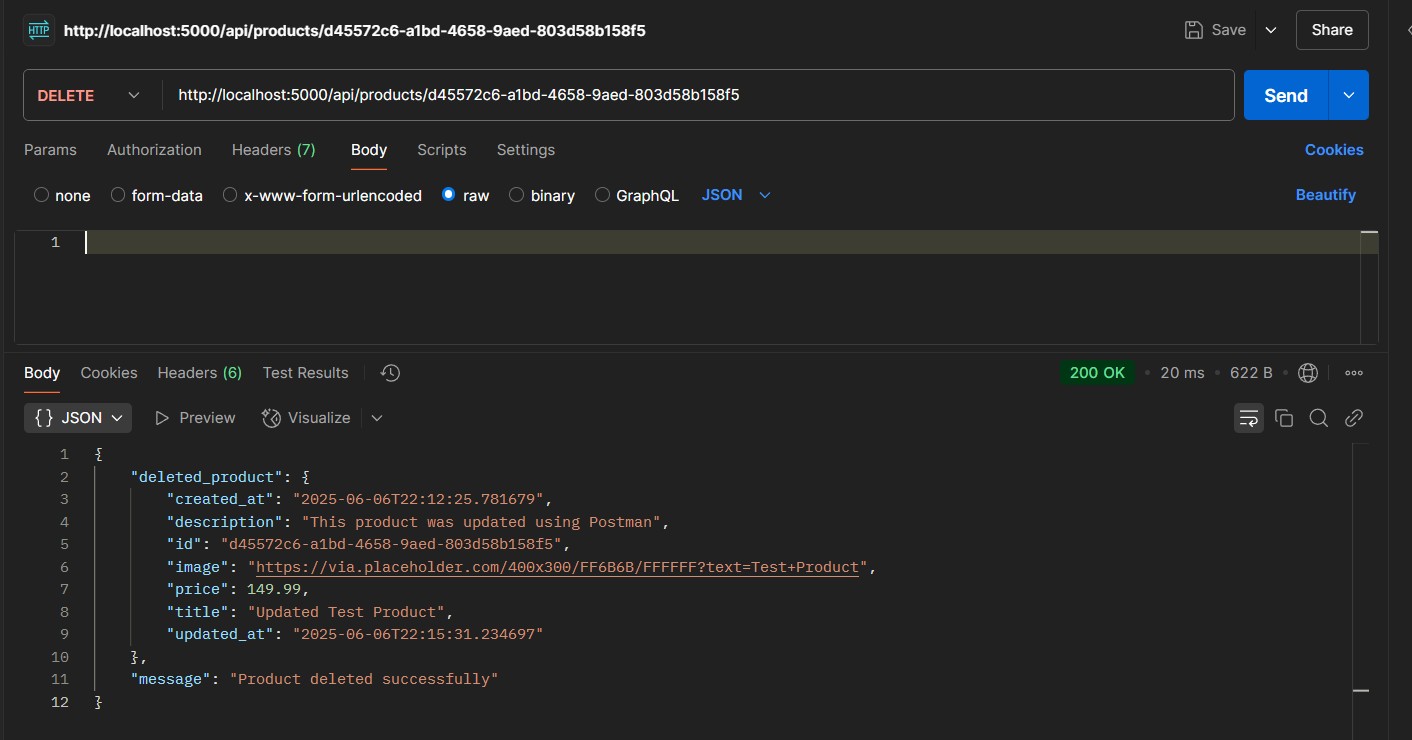 HTTP http://localhost:5000/api/products/d45572c6-a1bd-4658-9aed-803d58b158f5 Save Share
DELETE http://localhost:5000/api/products/d45572c6-a1bd-4658-9aed-803d58b158f5 Send
Params Authorization Headers (7) Body Scripts Settings Cookies
none form-data x-www-form-urlencoded raw binary GraphQL JSON Beautify
1
Body Cookies Headers (6) Test Results 200 OK • 20 ms • 622 B •
{} JSON Preview Visualize
1 {
2 "deleted_product": {
3 "created_at": "2025-06-06T22:12:25.781679",
4 "description": "This product was updated using Postman",
5 "id": "d45572c6-a1bd-4658-9aed-803d58b158f5",
6 "image": "https://via.placeholder.com/400x300/FF6B6B/FFFFFF?text=Test+Product",
7 "price": 149.99,
8 "title": "Updated Test Product",
9 "updated_at": "2025-06-06T22:15:31.234697"
10 },
11 "message": "Product deleted successfully"
12 }